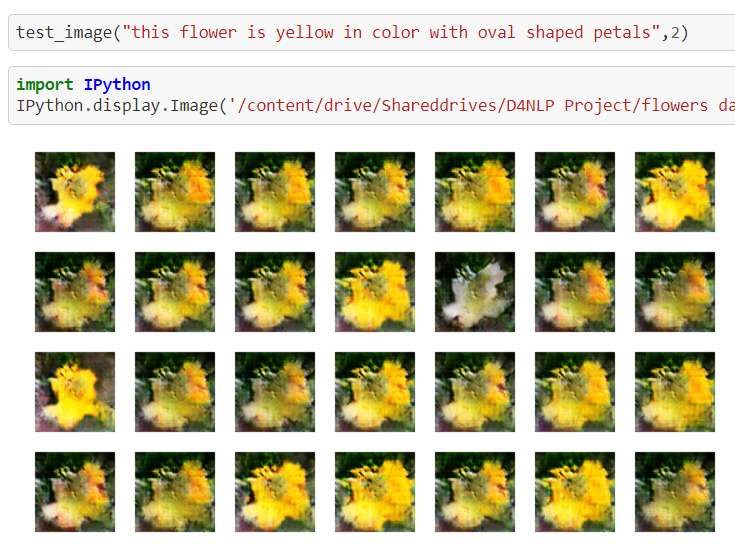 test_image("this flower is yellow in color with oval shaped petals",2)
import IPython
IPython.display.Image('/content/drive/Shareddrives/D4NLP Project/flowers da